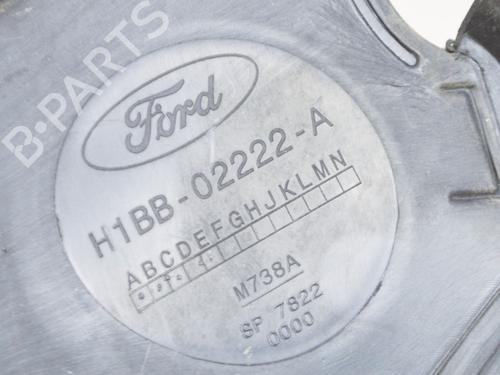 B-PARTS
Ford
H1BB-02222-A
ABCDEFGHJKLMN
M738A
SP 7822
0000